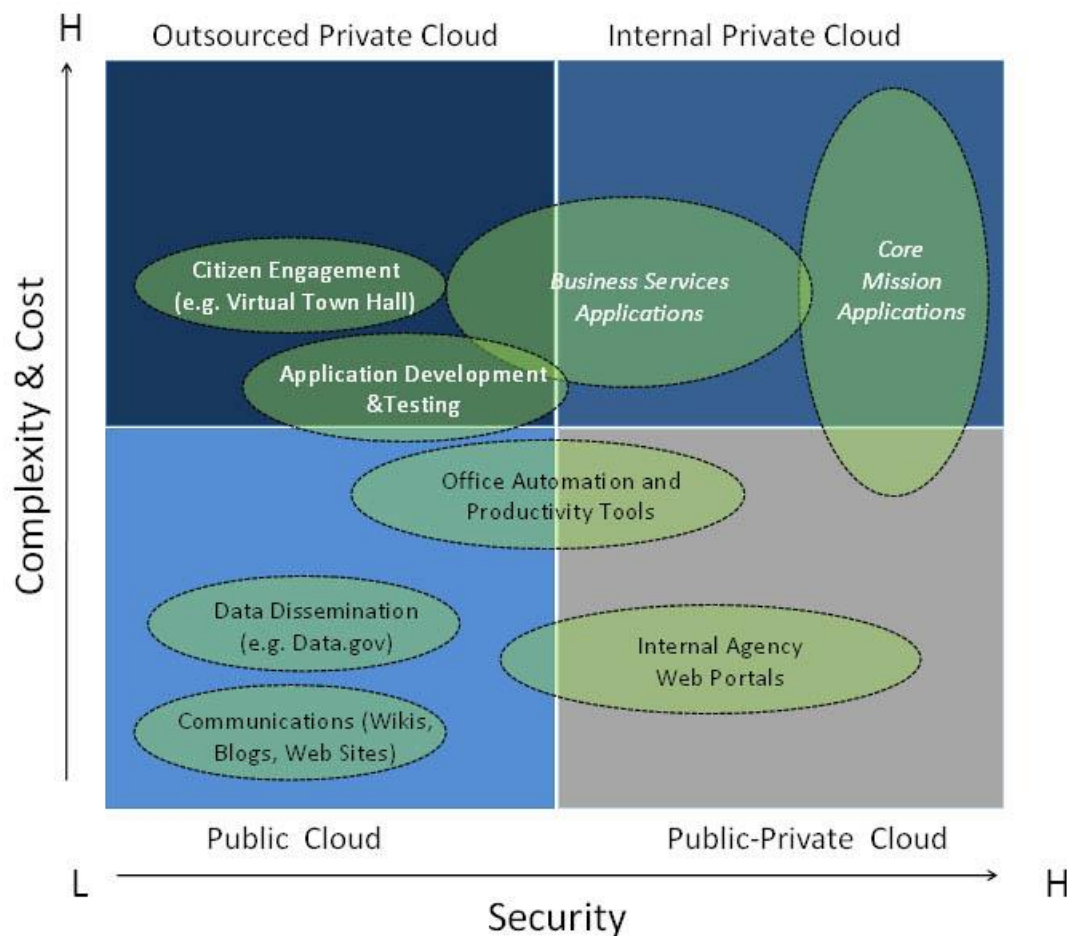 H
Outsourced Private Cloud
Internal Private Cloud
Citizen Engagement
(e.g. Virtual Town Hall)
Business Services
Applications
Core
Mission
Applications
Application Development
&Testing
Complexity & Cost
Office Automation and
Productivity Tools
Data Dissemination
(e.g. Data.gov)
Internal Agency
Web Portals
Communications (Wikis,
Blogs, Web Sites)
Public Cloud
Public-Private Cloud
L
H
Security